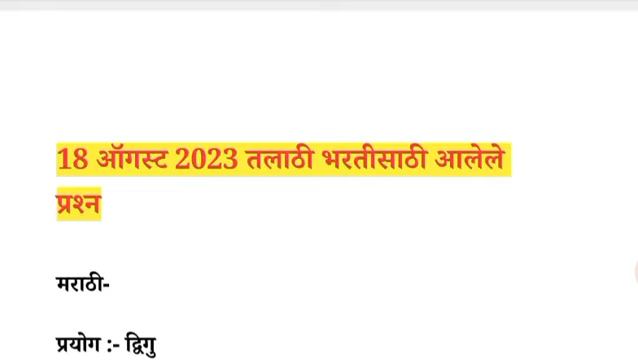 18 ऑगस्ट 2023 तलाठी भरतीसाठी आलेले
प्रश्न
मराठी-
प्रयोग :- द्विगु